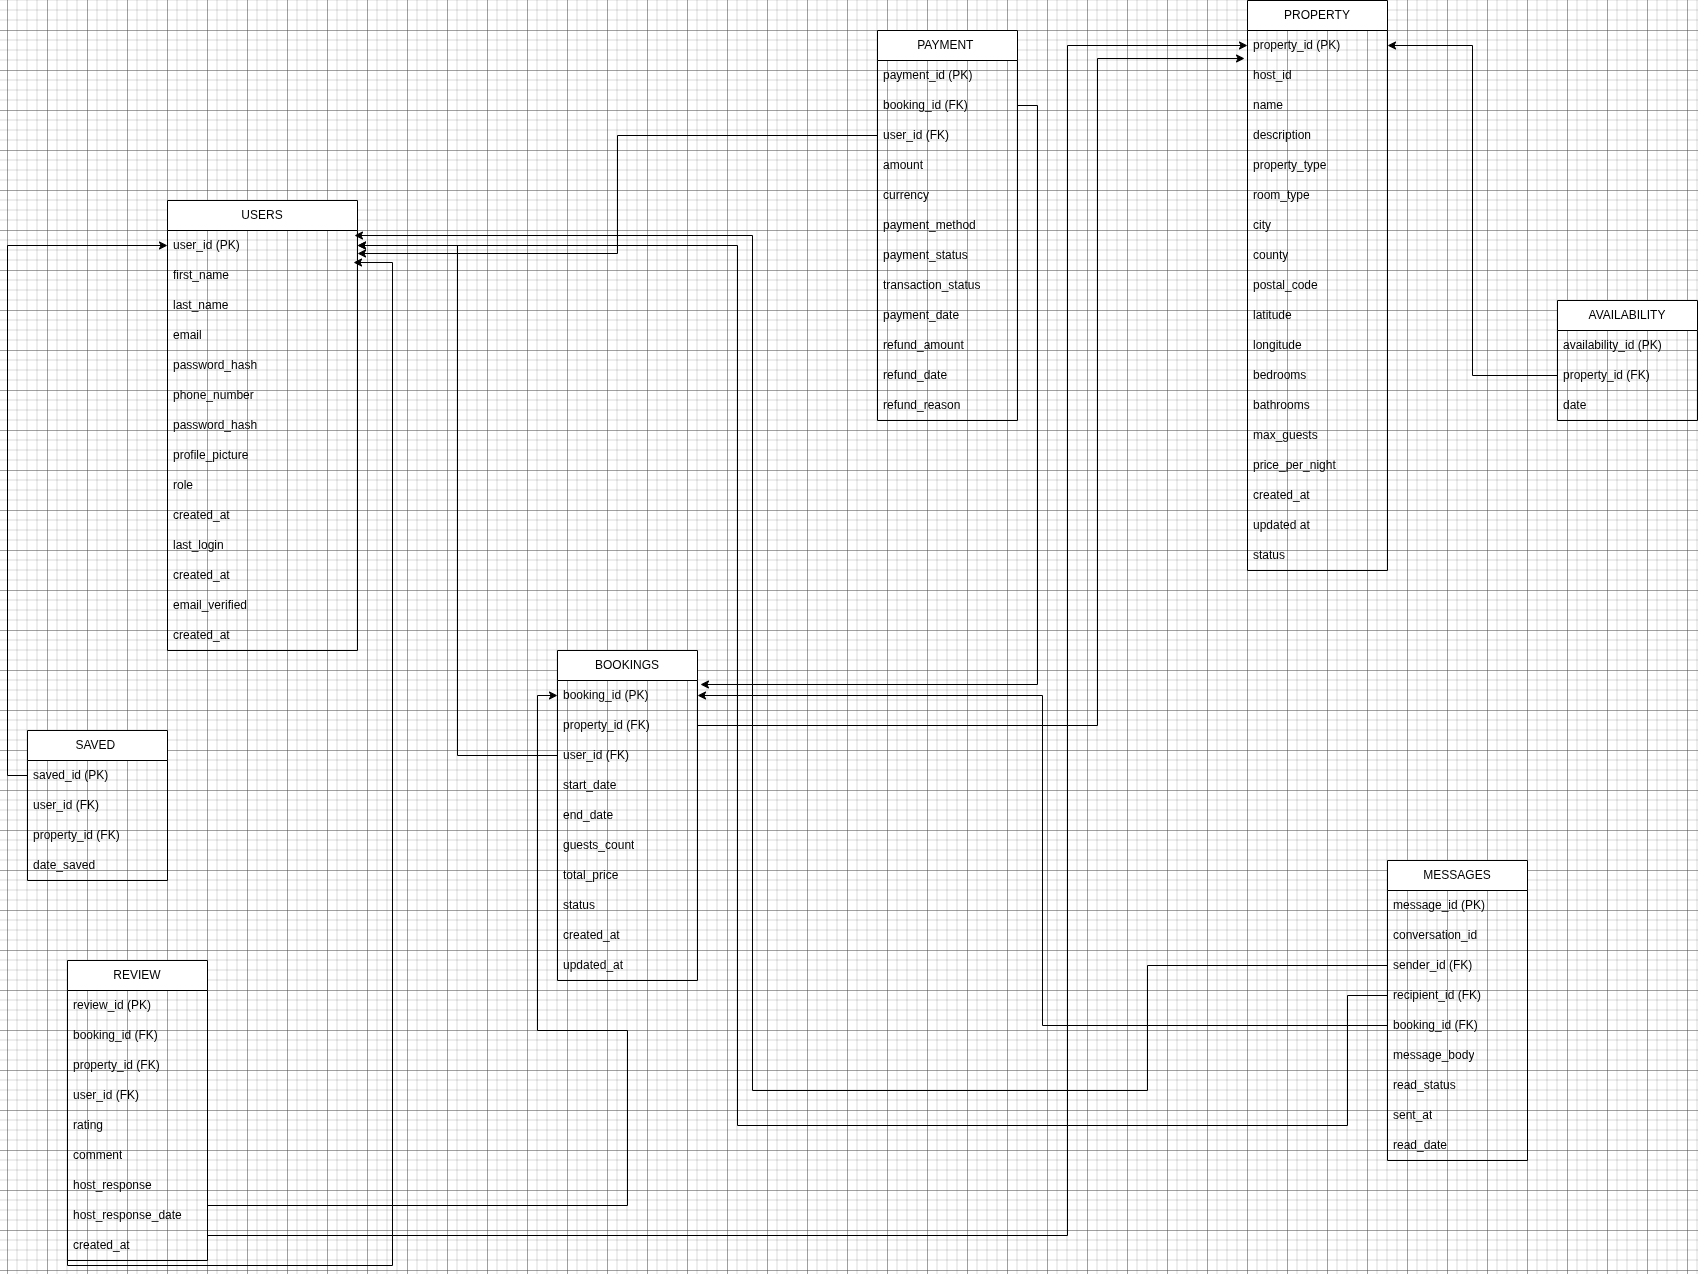 PROPERTY
property_id (PK)
host_id
name
description
property_type
room_type
city
county
postal_code
latitude
longitude
bedrooms
bathrooms
max_guests
price_per_night
created_at
updated at
status
PAYMENT
payment_id (PK)
booking_id (FK)
user_id (FK)
amount
currency
payment_method
payment_status
transaction_status
payment_date
refund_amount
refund_date
refund_reason
USERS
user_id (PK)
first_name
last_name
email
password_hash
phone_number
password_hash
profile_picture
role
created_at
last_login
created_at
email_verified
created_at
AVAILABILITY
availability_id (PK)
property_id (FK)
date
BOOKINGS
booking_id (PK)
property_id (FK)
user_id (FK)
start_date
end_date
guests_count
total_price
status
created_at
updated_at
SAVED
saved_id (PK)
user_id (FK)
property_id (FK)
date_saved
MESSAGES
message_id (PK)
conversation_id
sender_id (FK)
recipient_id (FK)
booking_id (FK)
message_body
read_status
sent_at
read_date
REVIEW
review_id (PK)
booking_id (FK)
property_id (FK)
user_id (FK)
rating
comment
host_response
host_response_date
created_at